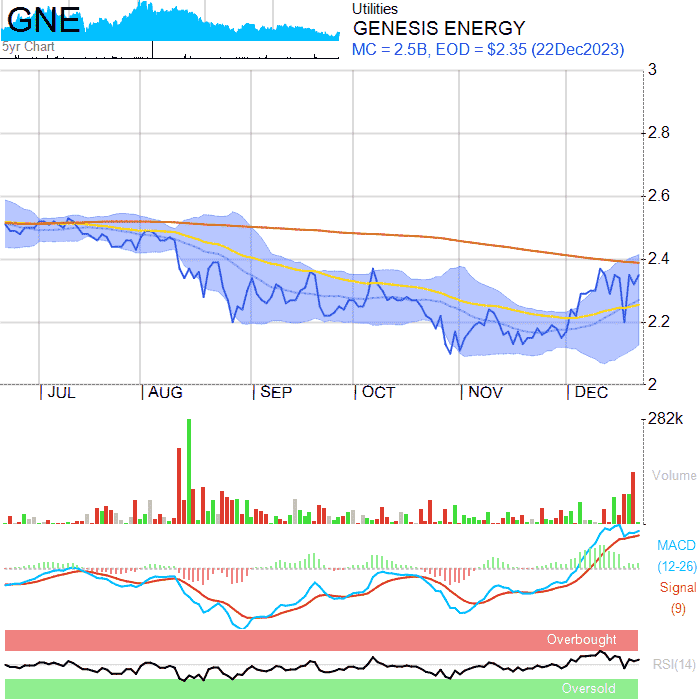 GNE
5yr Chart
Utilities
GENESIS ENERGY
MC = 2.5B, EOD = $2.35 (22Dec2023)
3
2.8
2.6
2.4
2.2
2
JUL AUG SEP OCT NOV DEC
282k
Volume
MACD
(12-26)
Signal
(9)
Overbought
RSI(14)
Oversold